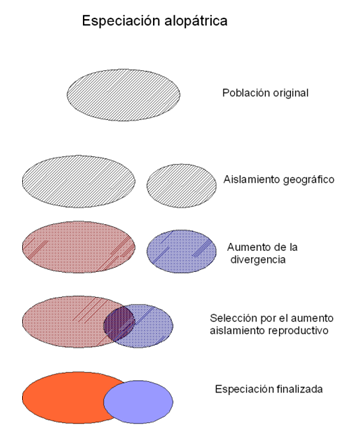 Especiación alopátrica
Población original
Aislamiento geográfico
Aumento de la
divergencia
Selección por el aumento
aislamiento reproductivo
Especiación finalizada